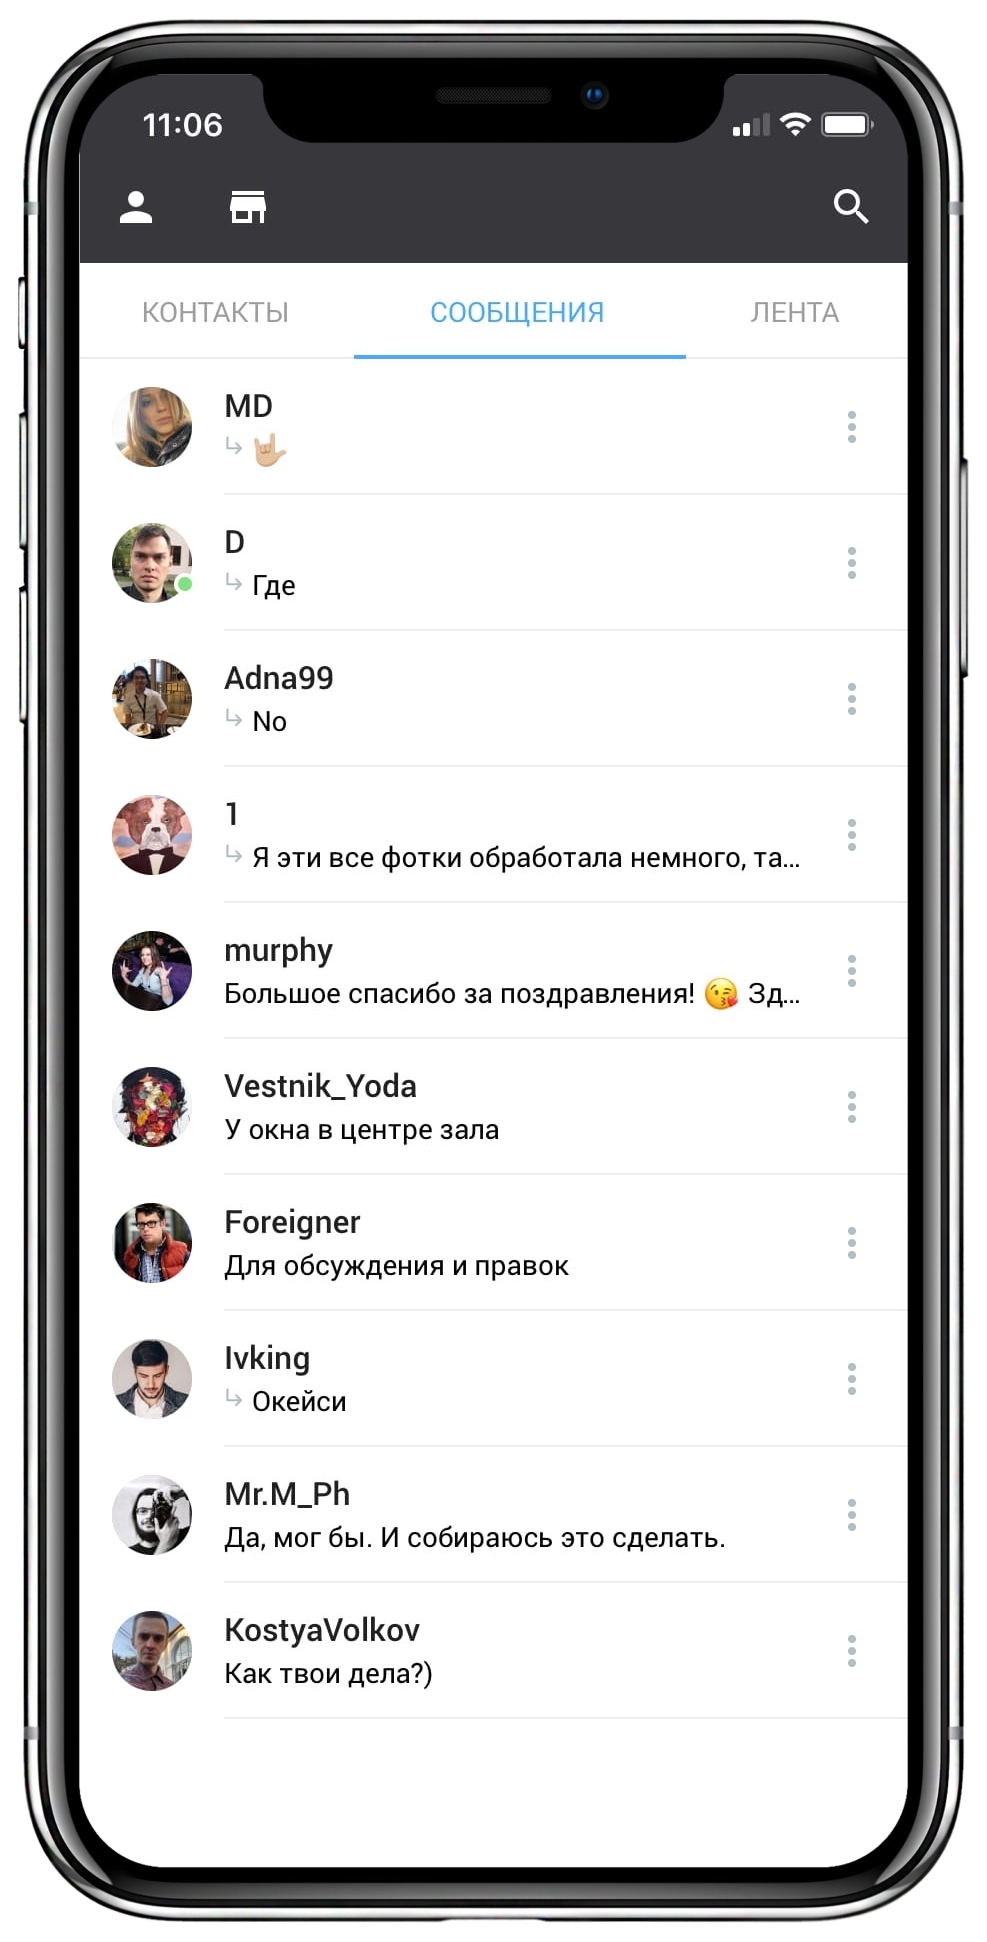 11:06
КОНТАКТЫ СООБЩЕНИЯ ЛЕНТА
MD
🤟🏼
D
Где
Adna99
No
1
Я эти все фотки обработала немного, та...
murphy
Большое спасибо за поздравления! 😘 Зд...
Vestnik_Yoda
У окна в центре зала
Foreigner
Для обсуждения и правок
Ivking
Окейси
Mr.M_Ph
Да, мог бы. И собираюсь это сделать.
KostyaVolkov
Как твои дела?)